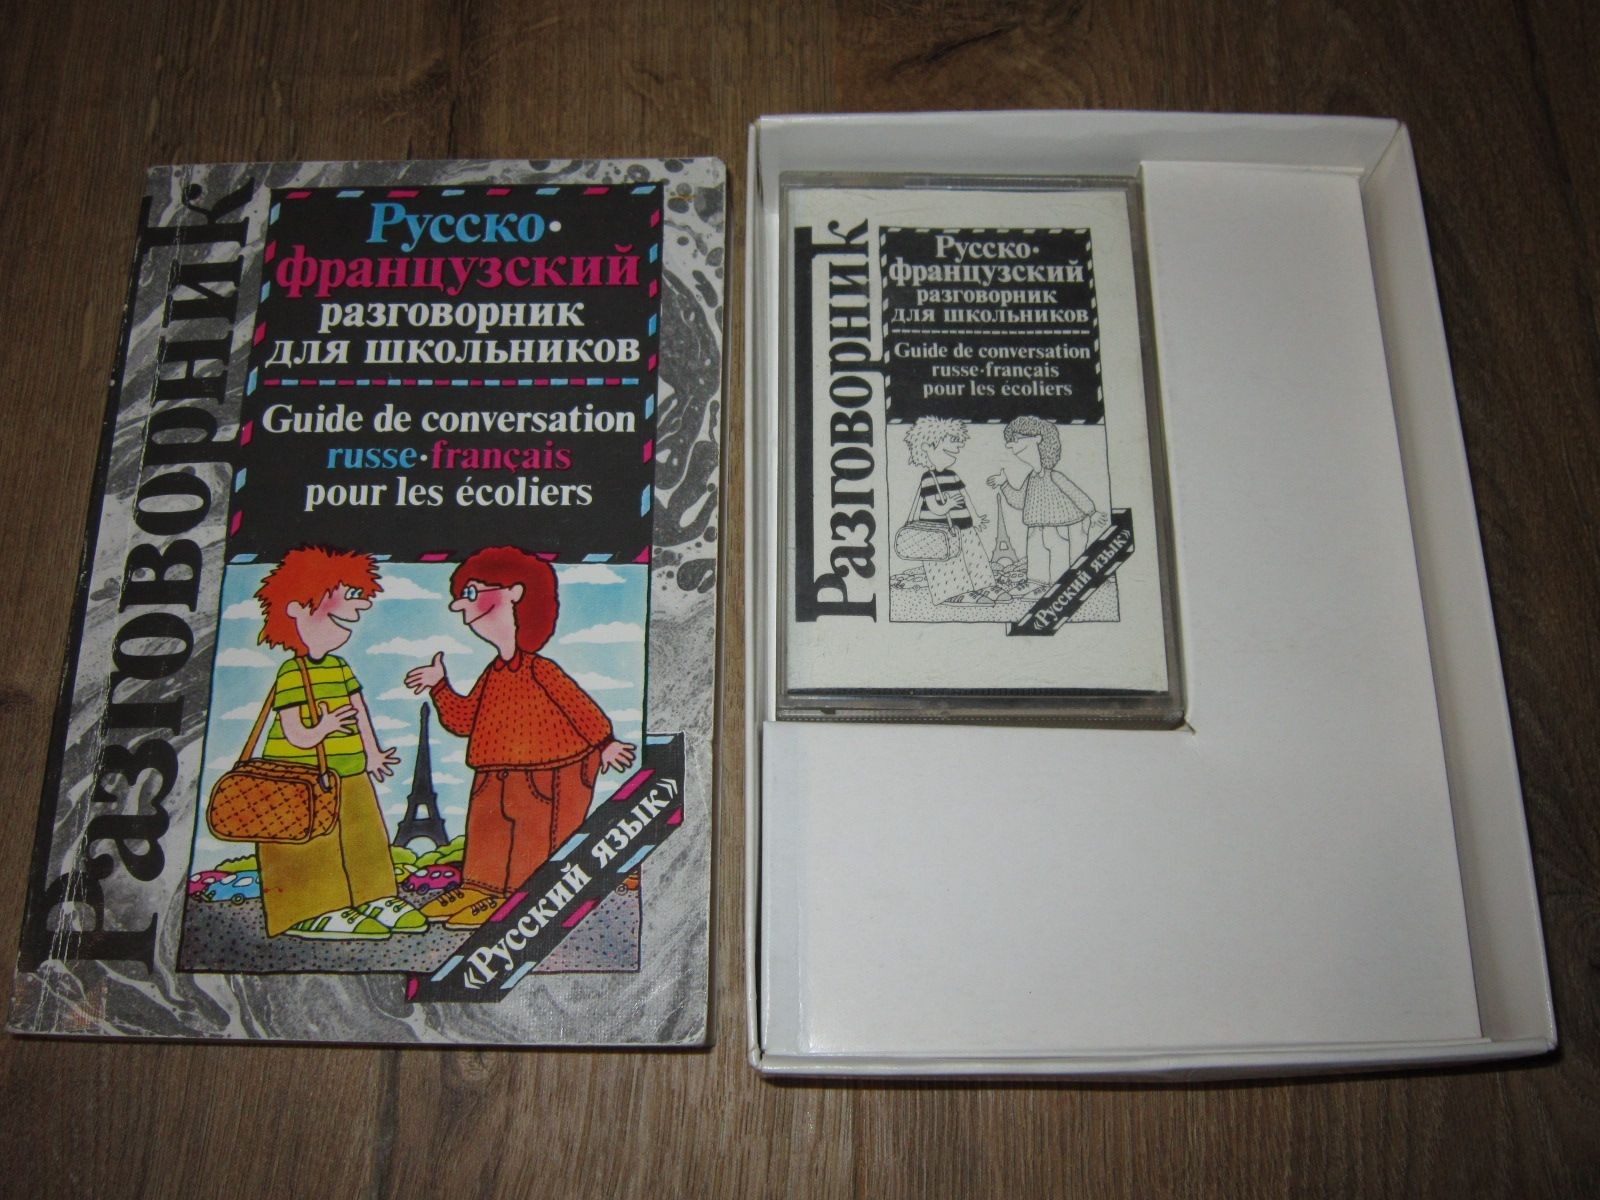 Разговорник
Русско·
французский
разговорник
для школьников
Guide de conversation
russe·français
pour les écoliers
«Русский язык»
Разговорник
Русско·
французский
разговорник
для школьников
Guide de conversation
russe·français
pour les écoliers
«Русский язык»